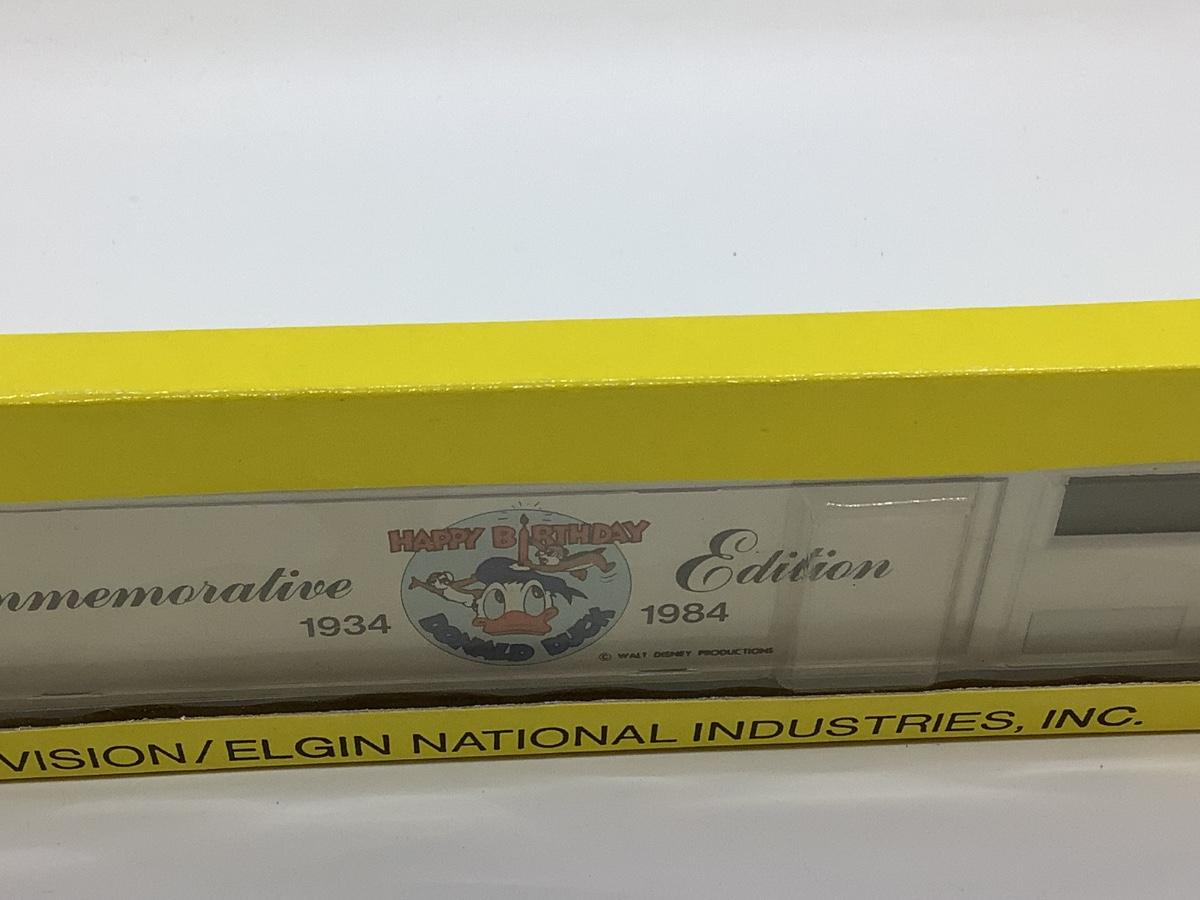 mmemorative
HAPPY BIRTHDAY
Edition
1934
1984
DONALD DUCK
© WALT DISNEY PRODUCTIONS
VISION/ELGIN NATIONAL INDUSTRIES, INC.